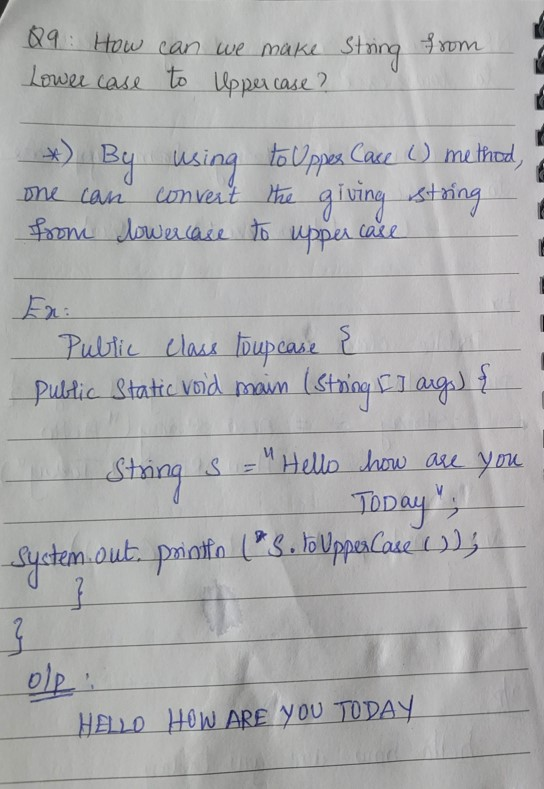 Q9: How can we make String from
Lower case to Uppercase?
*) By using toUpperCase () method,
one can convert the giving string
from lowercase to upper case
Ex:
Public class Toupcase {
Public Static void main (String [] args) {
String S = "Hello how are you
TODay";
System.out.println (*S.toUpperCase ());
}
}
O/P:
HELLO HOW ARE YOU TODAY